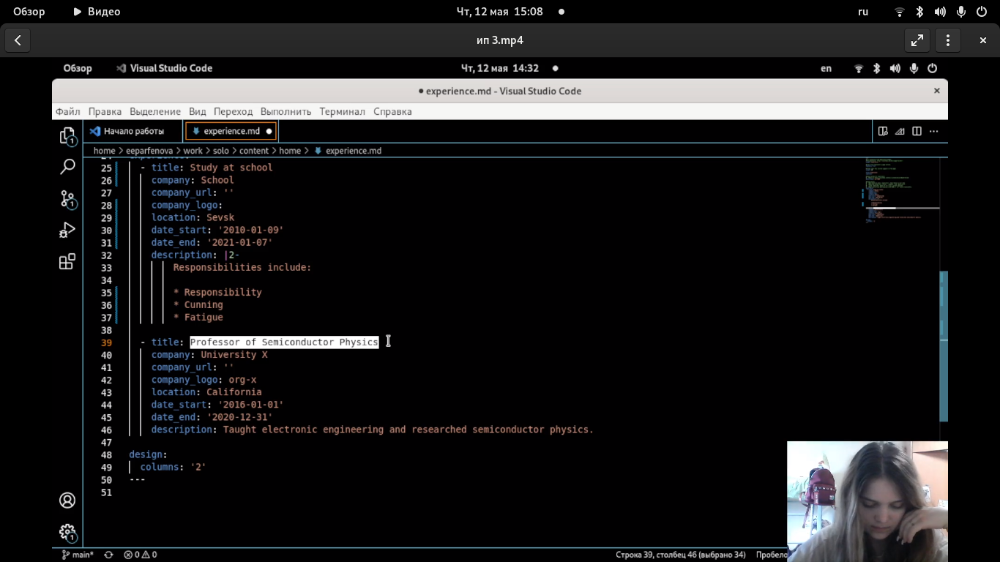 Обзор Видео Чт, 12 мая 15:08 ru
ип 3.mp4
Обзор Visual Studio Code Чт, 12 мая 14:32 en
experience.md - Visual Studio Code
Файл Правка Выделение Вид Переход Выполнить Терминал Справка
Начало работы experience.md
home > eeparfenova > work > solo > content > home > experience.md
25 - title: Study at school
26 company: School
27 company_url: ''
28 company_logo:
29 location: Sevsk
30 date_start: '2010-01-09'
31 date_end: '2021-01-07'
32 description: |2-
33 Responsibilities include:
34
35 * Responsibility
36 * Cunning
37 * Fatigue
38
39 - title: Professor of Semiconductor Physics
40 company: University X
41 company_url: ''
42 company_logo: org-x
43 location: California
44 date_start: '2016-01-01'
45 date_end: '2020-12-31'
46 description: Taught electronic engineering and researched semiconductor physics.
47
48 design:
49 columns: '2'
50 ---
51
main* 0 0 Строка 39, столбец 46 (выбрано 34) Пробело